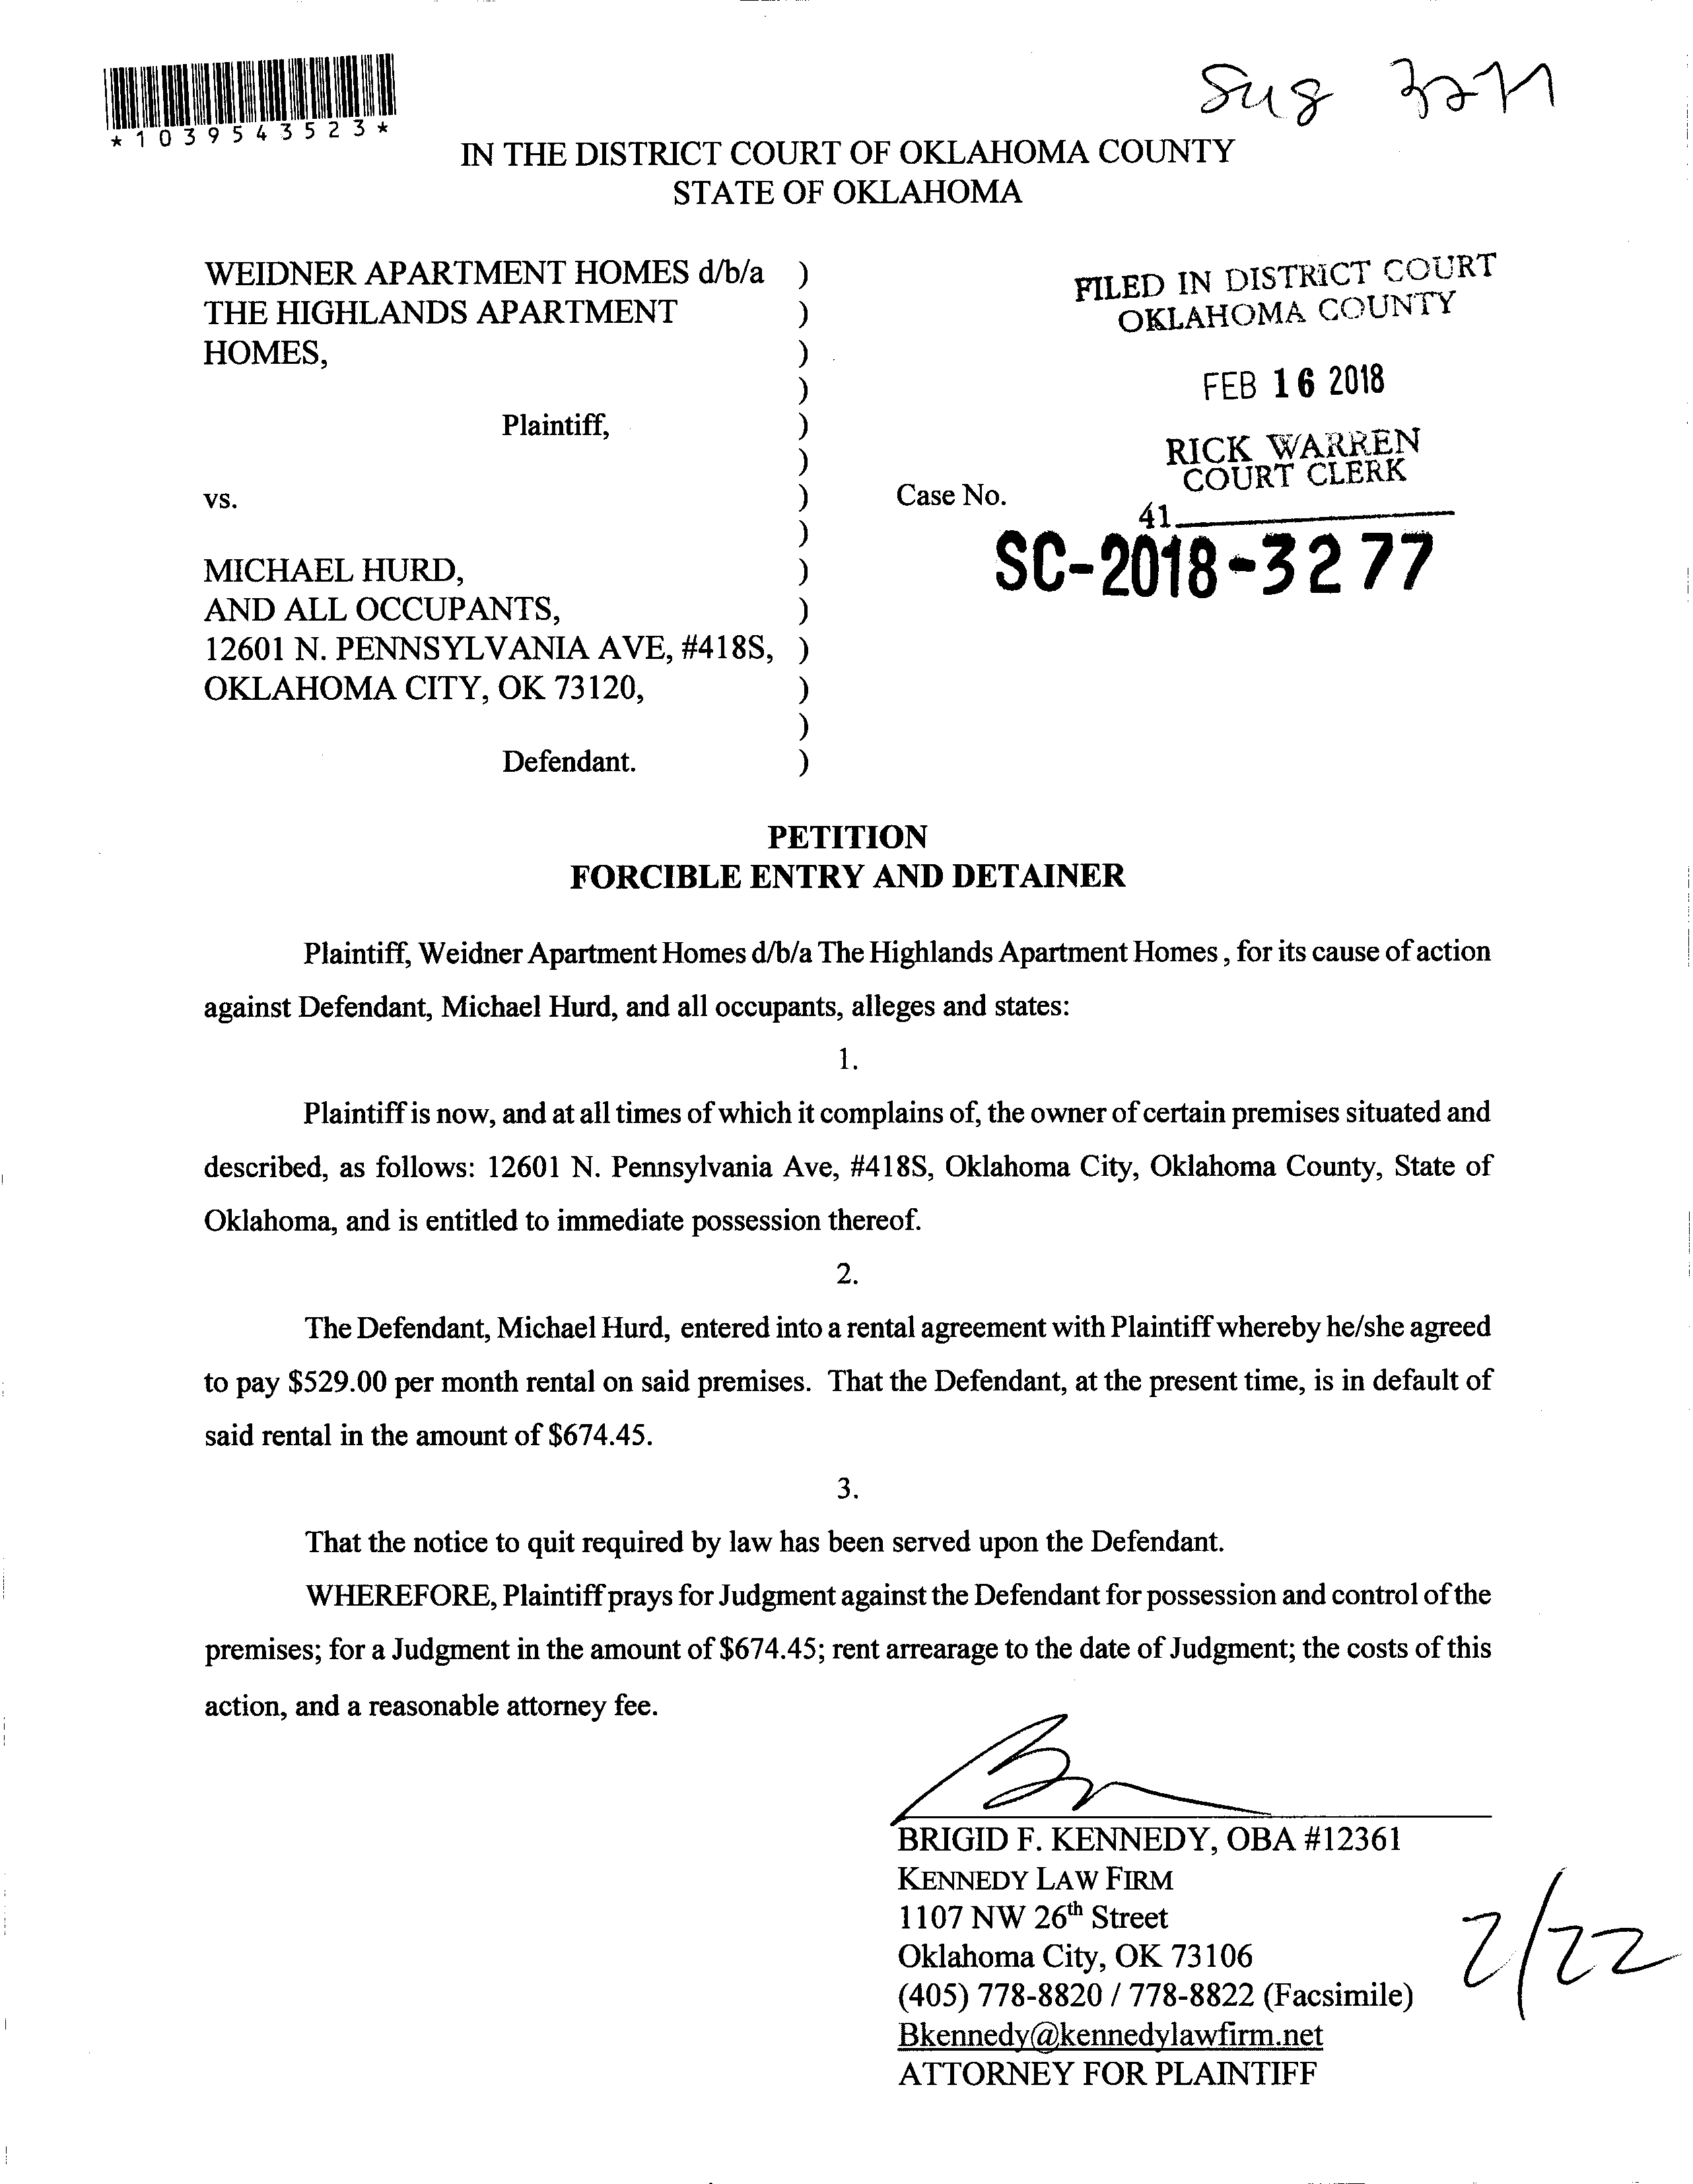 *1039543523*
IN THE DISTRICT COURT OF OKLAHOMA COUNTY
STATE OF OKLAHOMA
WEIDNER APARTMENT HOMES d/b/a )
THE HIGHLANDS APARTMENT )
HOMES, )
)
Plaintiff, )
)
vs. )
)
MICHAEL HURD, )
AND ALL OCCUPANTS, )
12601 N. PENNSYLVANIA AVE, #418S, )
OKLAHOMA CITY, OK 73120, )
)
Defendant. )
FILED IN DISTRICT COURT
OKLAHOMA COUNTY
FEB 16 2018
RICK WARREN
COURT CLERK
41
Case No.
SC-2018-3277
PETITION
FORCIBLE ENTRY AND DETAINER
Plaintiff, Weidner Apartment Homes d/b/a The Highlands Apartment Homes , for its cause of action
against Defendant, Michael Hurd, and all occupants, alleges and states:
1.
Plaintiff is now, and at all times of which it complains of, the owner of certain premises situated and
described, as follows: 12601 N. Pennsylvania Ave, #418S, Oklahoma City, Oklahoma County, State of
Oklahoma, and is entitled to immediate possession thereof.
2.
The Defendant, Michael Hurd, entered into a rental agreement with Plaintiff whereby he/she agreed
to pay $529.00 per month rental on said premises. That the Defendant, at the present time, is in default of
said rental in the amount of $674.45.
3.
That the notice to quit required by law has been served upon the Defendant.
WHEREFORE, Plaintiff prays for Judgment against the Defendant for possession and control of the
premises; for a Judgment in the amount of $674.45; rent arrearage to the date of Judgment; the costs of this
action, and a reasonable attorney fee.
BRIGID F. KENNEDY, OBA #12361
KENNEDY LAW FIRM
1107 NW 26th Street
Oklahoma City, OK 73106
(405) 778-8820 / 778-8822 (Facsimile)
Bkennedy@kennedylawfirm.net
ATTORNEY FOR PLAINTIFF
2/22